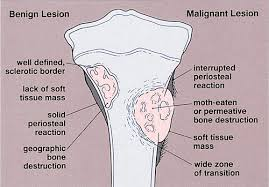 Benign Lesion
Malignant Lesion
well defined,
sclerotic border
lack of soft
tissue mass
solid
periosteal
reaction
geographic
bone
destruction
interrupted
periosteal
reaction
moth-eaten
or permeative
bone destruction
soft tissue
mass
wide zone
of transition